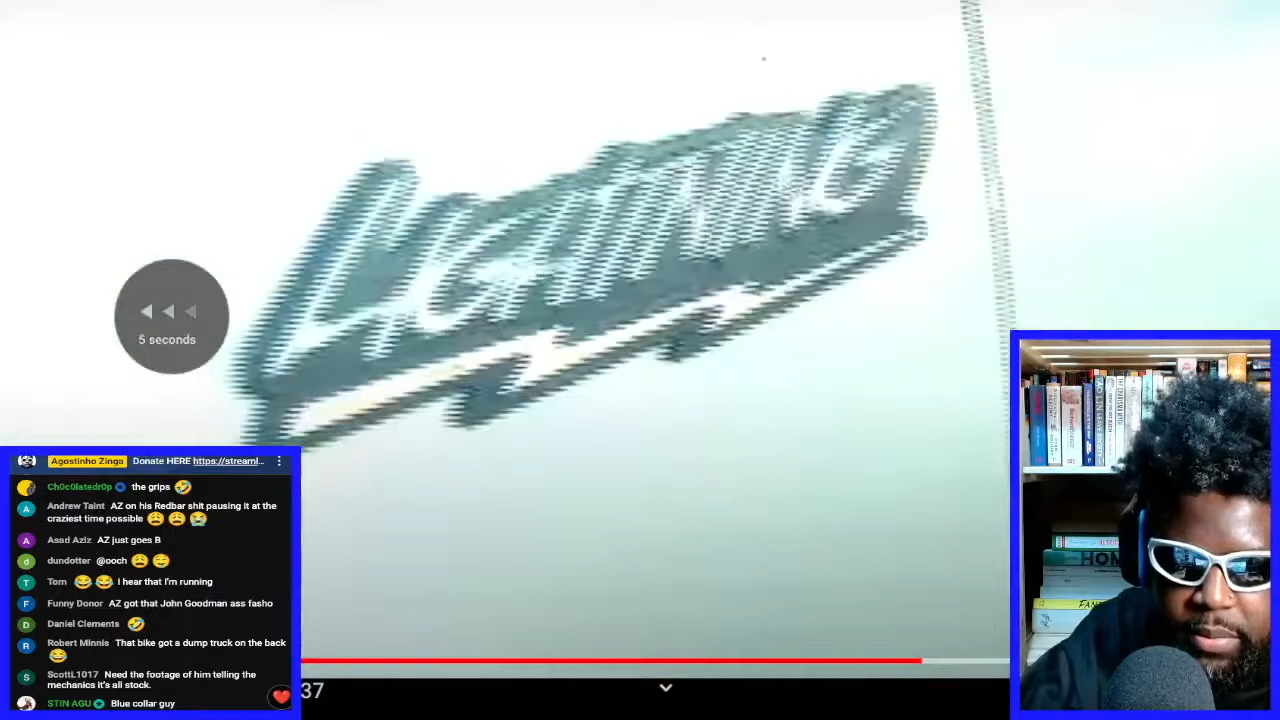 LIGHTNING
5 seconds
Agostinho Zinga Donate HERE https://streaml...
Ch0c0latedr0p the grips 🤣
Andrew Taint AZ on his Redbar shit pausing it at the
craziest time possible 😩 😩 😭
Asad Aziz AZ just goes B
dundotter @ooch 😩 😌
Tom 😂 😂 I hear that I'm running
Funny Donor AZ got that John Goodman ass fasho
Daniel Clements 🤣
Robert Minnis That bike got a dump truck on the back
😂
ScottL1017 Need the footage of him telling the
mechanics it's all stock.
STIN AGU Blue collar guy
37